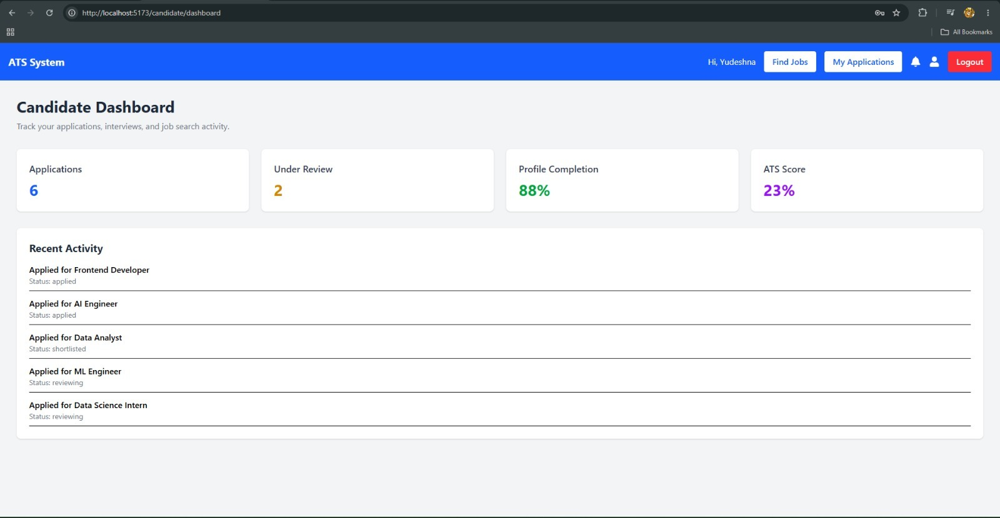 http://localhost:5173/candidate/dashboard
All Bookmarks
ATS System
Hi, Yudeshna
Find Jobs
My Applications
Logout
Candidate Dashboard
Track your applications, interviews, and job search activity.
Applications
6
Under Review
2
Profile Completion
88%
ATS Score
23%
Recent Activity
Applied for Frontend Developer
Status: applied
Applied for AI Engineer
Status: applied
Applied for Data Analyst
Status: shortlisted
Applied for ML Engineer
Status: reviewing
Applied for Data Science Intern
Status: reviewing